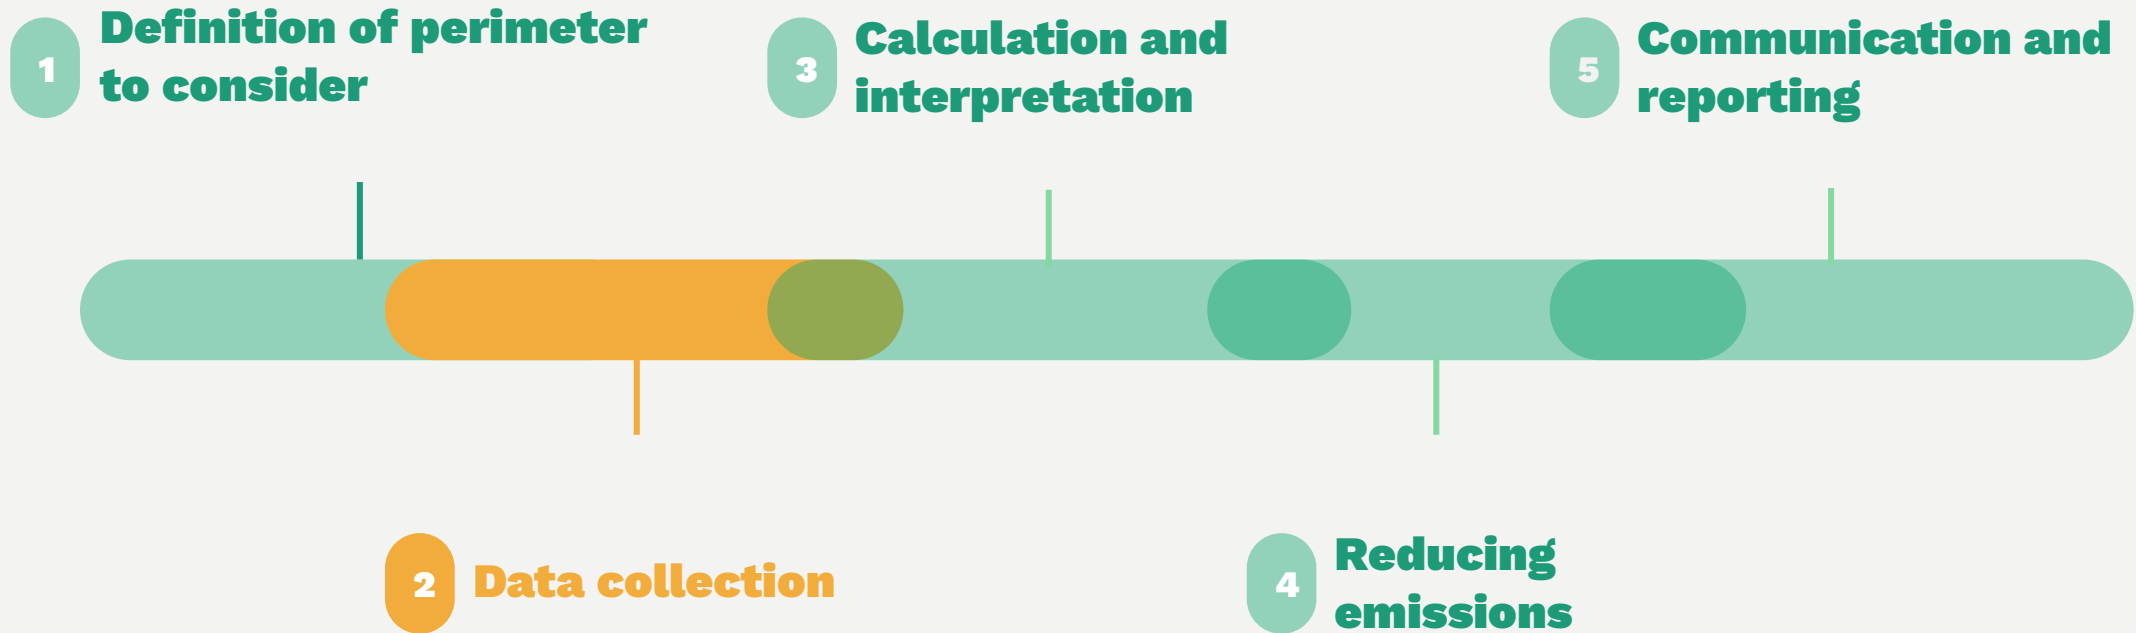 1
Definition of perimeter
to consider
2
Data collection
3
Calculation and
interpretation
4
Reducing
emissions
5
Communication and
reporting